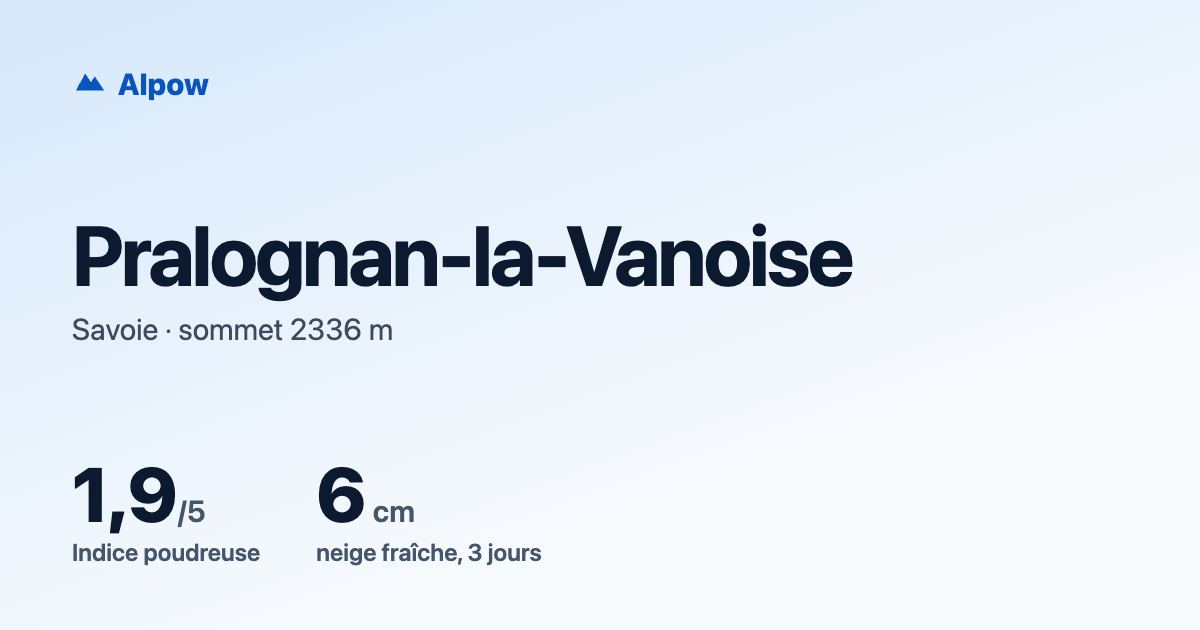 Alpow
Pralognan-la-Vanoise
Savoie · sommet 2336 m
1,9/5
Indice poudreuse
6 cm
neige fraîche, 3 jours